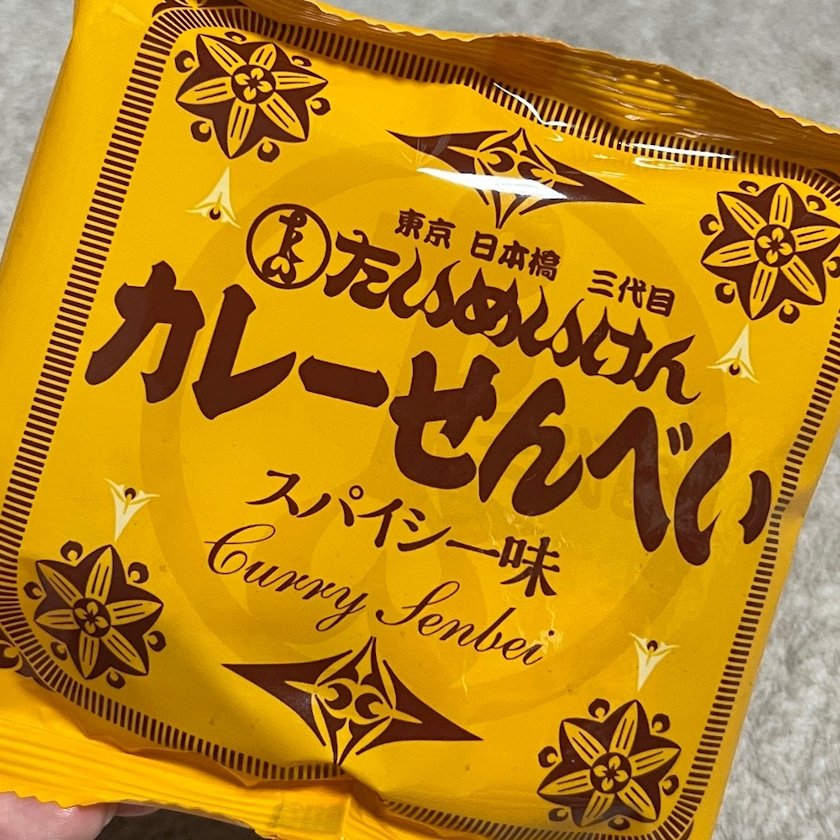 東京 日本橋 三代目
たいめいけん
カレーせんべい
スパイシー味
Curry Senbei